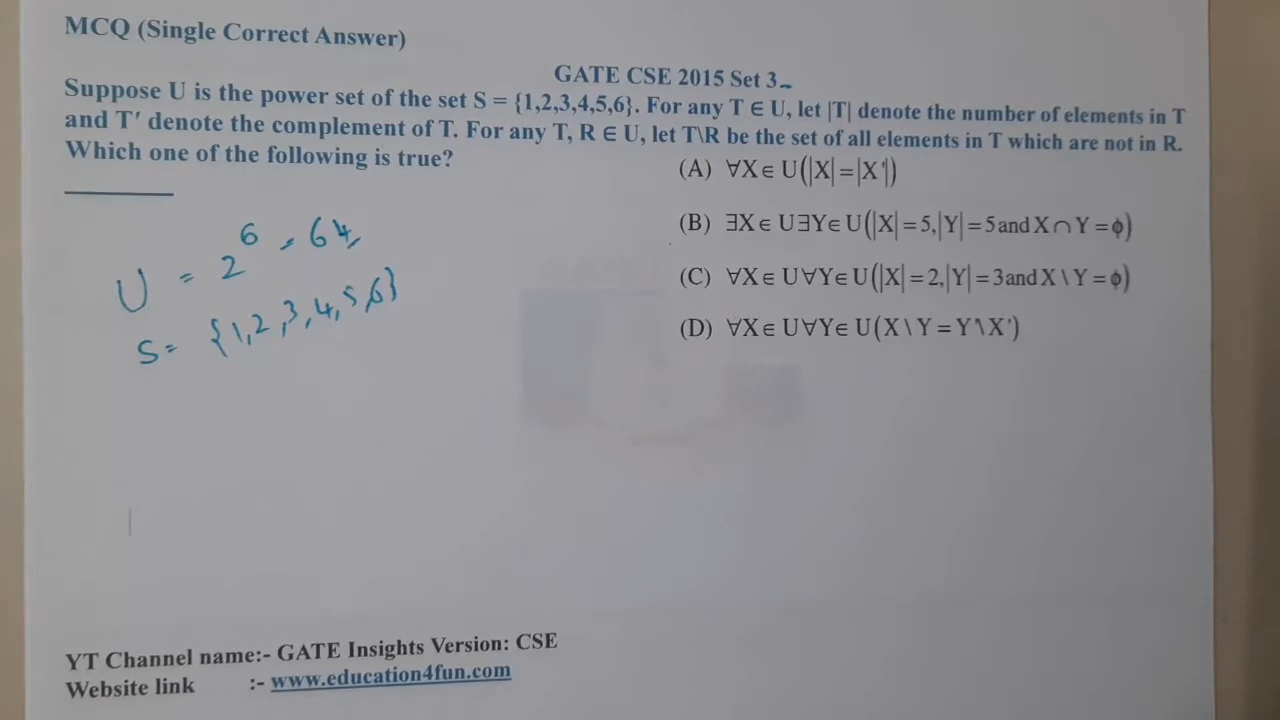 MCQ (Single Correct Answer)
GATE CSE 2015 Set 3
Suppose U is the power set of the set S = {1,2,3,4,5,6}. For any T ∈ U, let |T| denote the number of elements in T
and T′ denote the complement of T. For any T, R ∈ U, let T\R be the set of all elements in T which are not in R.
Which one of the following is true?
(A) ∀X∈ U(|X|=|X'|)
(B) ∃X∈ U∃Y∈ U(|X|=5,|Y|=5and X∩Y=ϕ)
(C) ∀X∈ U∀Y∈ U(|X|=2,|Y|=3and X \ Y=ϕ)
(D) ∀X∈ U∀Y∈ U(X \ Y = Y'\X')
U = 2^6 = 64
S = {1,2,3,4,5,6}
YT Channel name:- GATE Insights Version: CSE
Website link :- www.education4fun.com